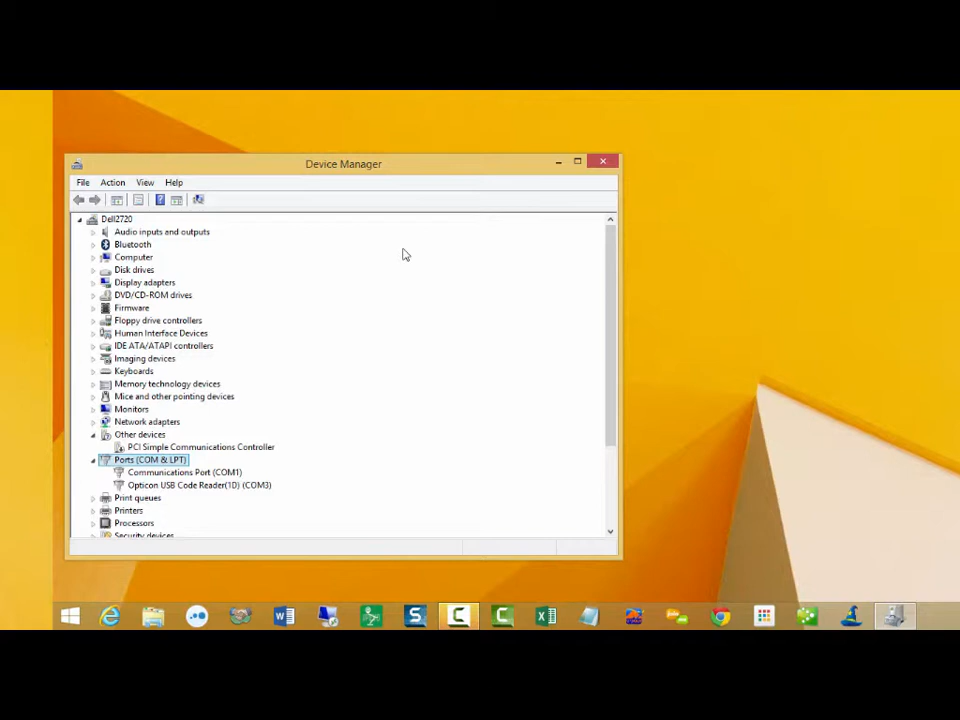 Device Manager
File Action View Help
Dell2720
Audio inputs and outputs
Bluetooth
Computer
Disk drives
Display adapters
DVD/CD-ROM drives
Firmware
Floppy drive controllers
Human Interface Devices
IDE ATA/ATAPI controllers
Imaging devices
Keyboards
Memory technology devices
Mice and other pointing devices
Monitors
Network adapters
Other devices
PCI Simple Communications Controller
Ports (COM & LPT)
Communications Port (COM1)
Opticon USB Code Reader(1D) (COM3)
Print queues
Printers
Processors
Security devices